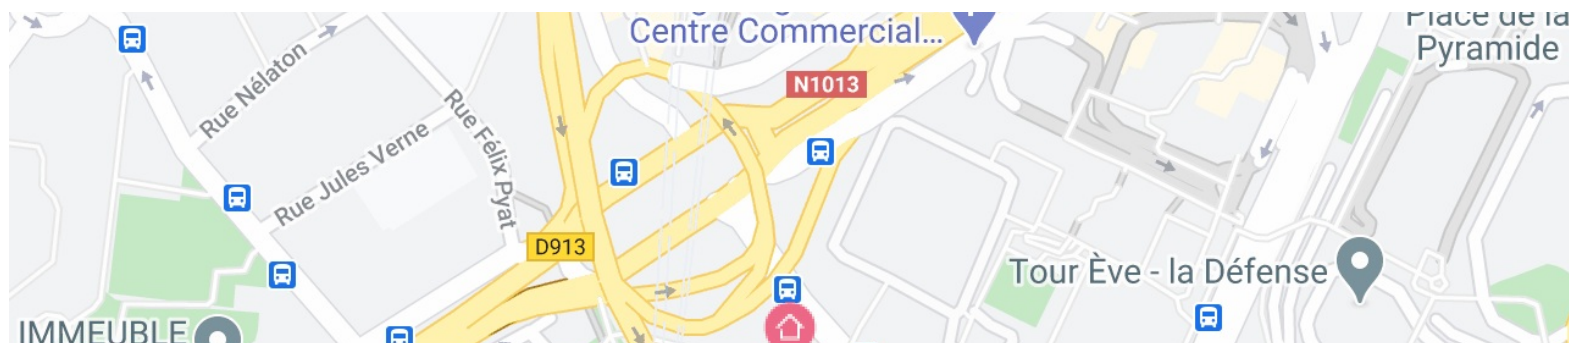 Centre Commercial...
Place de la
Pyramide
N1013
Rue Nélaton
Rue Félix Pyat
Rue Jules Verne
D913
Tour Ève - la Défense
IMMEUBLE